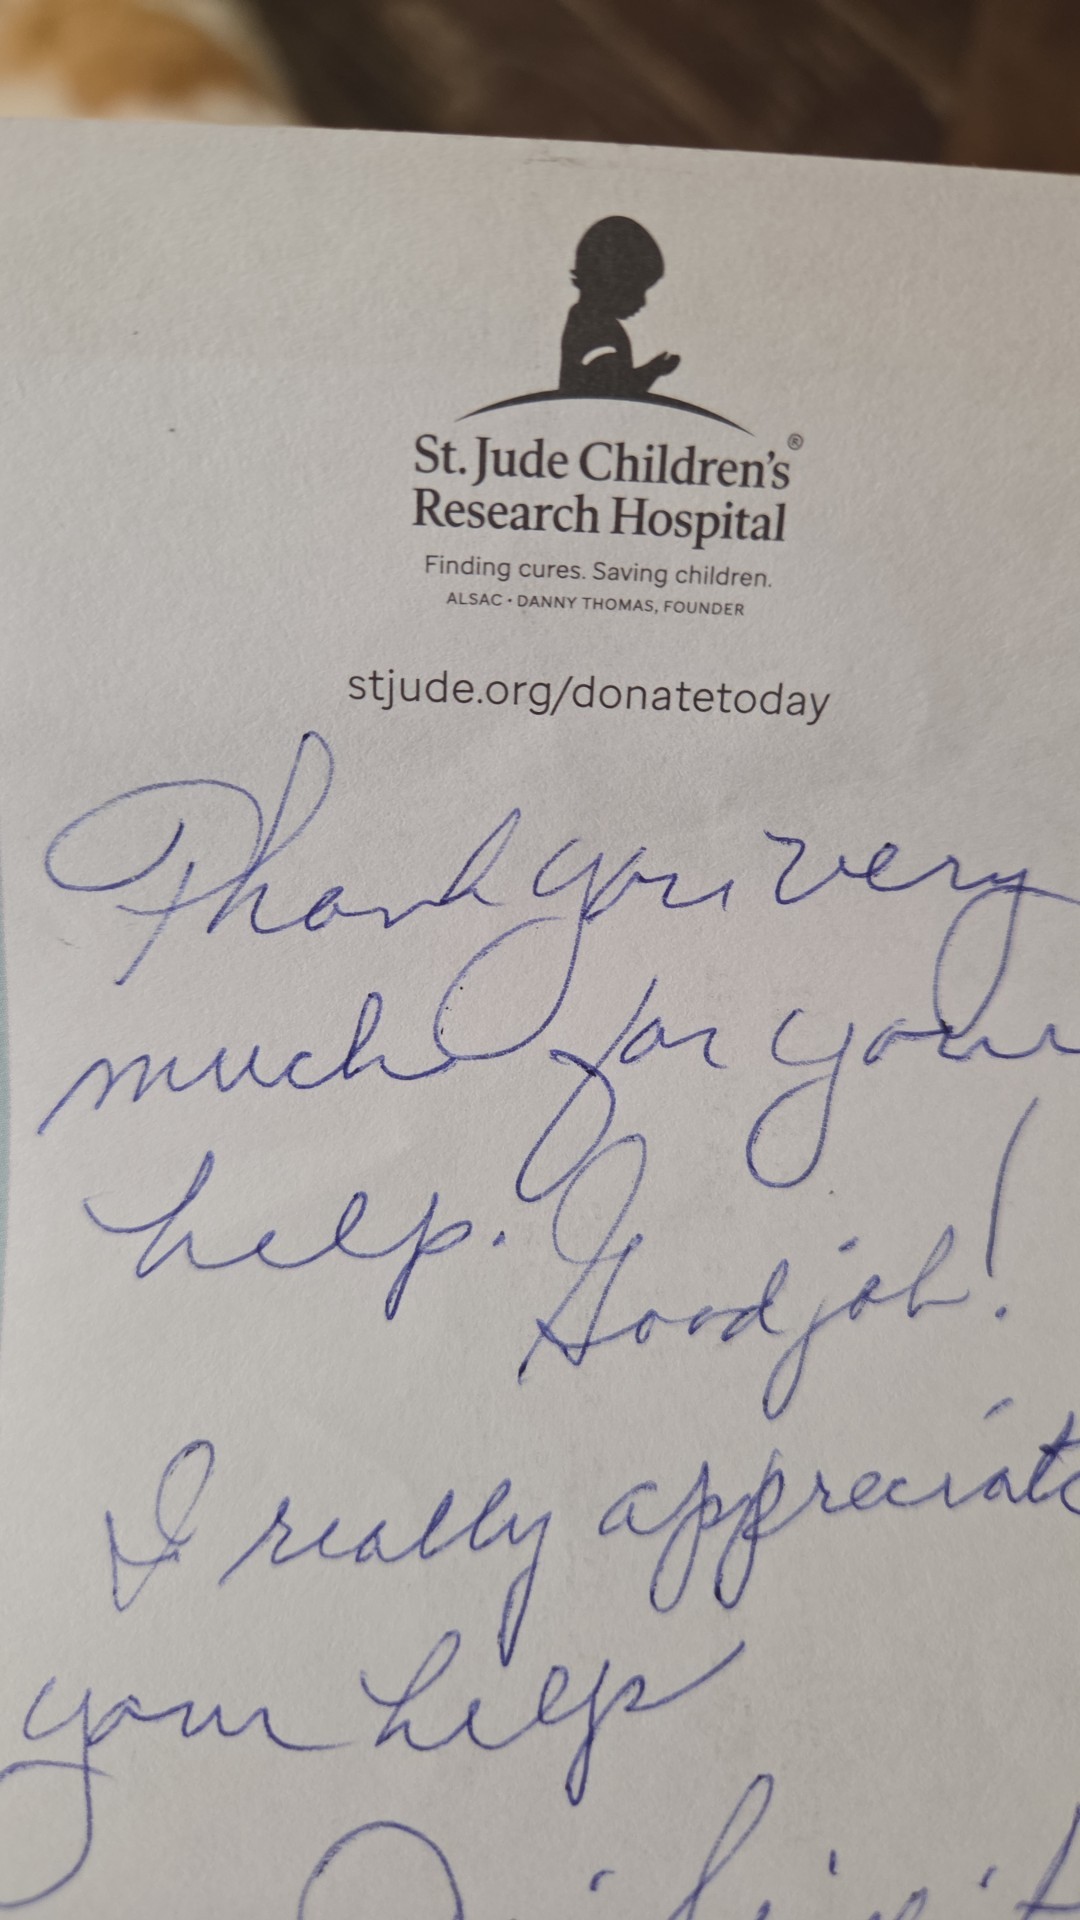 St. Jude Children's®
Research Hospital
Finding cures. Saving children.
ALSAC • DANNY THOMAS, FOUNDER
stjude.org/donatetoday
Thank you very
much for your
help. Good job!
I really appreciate
your help